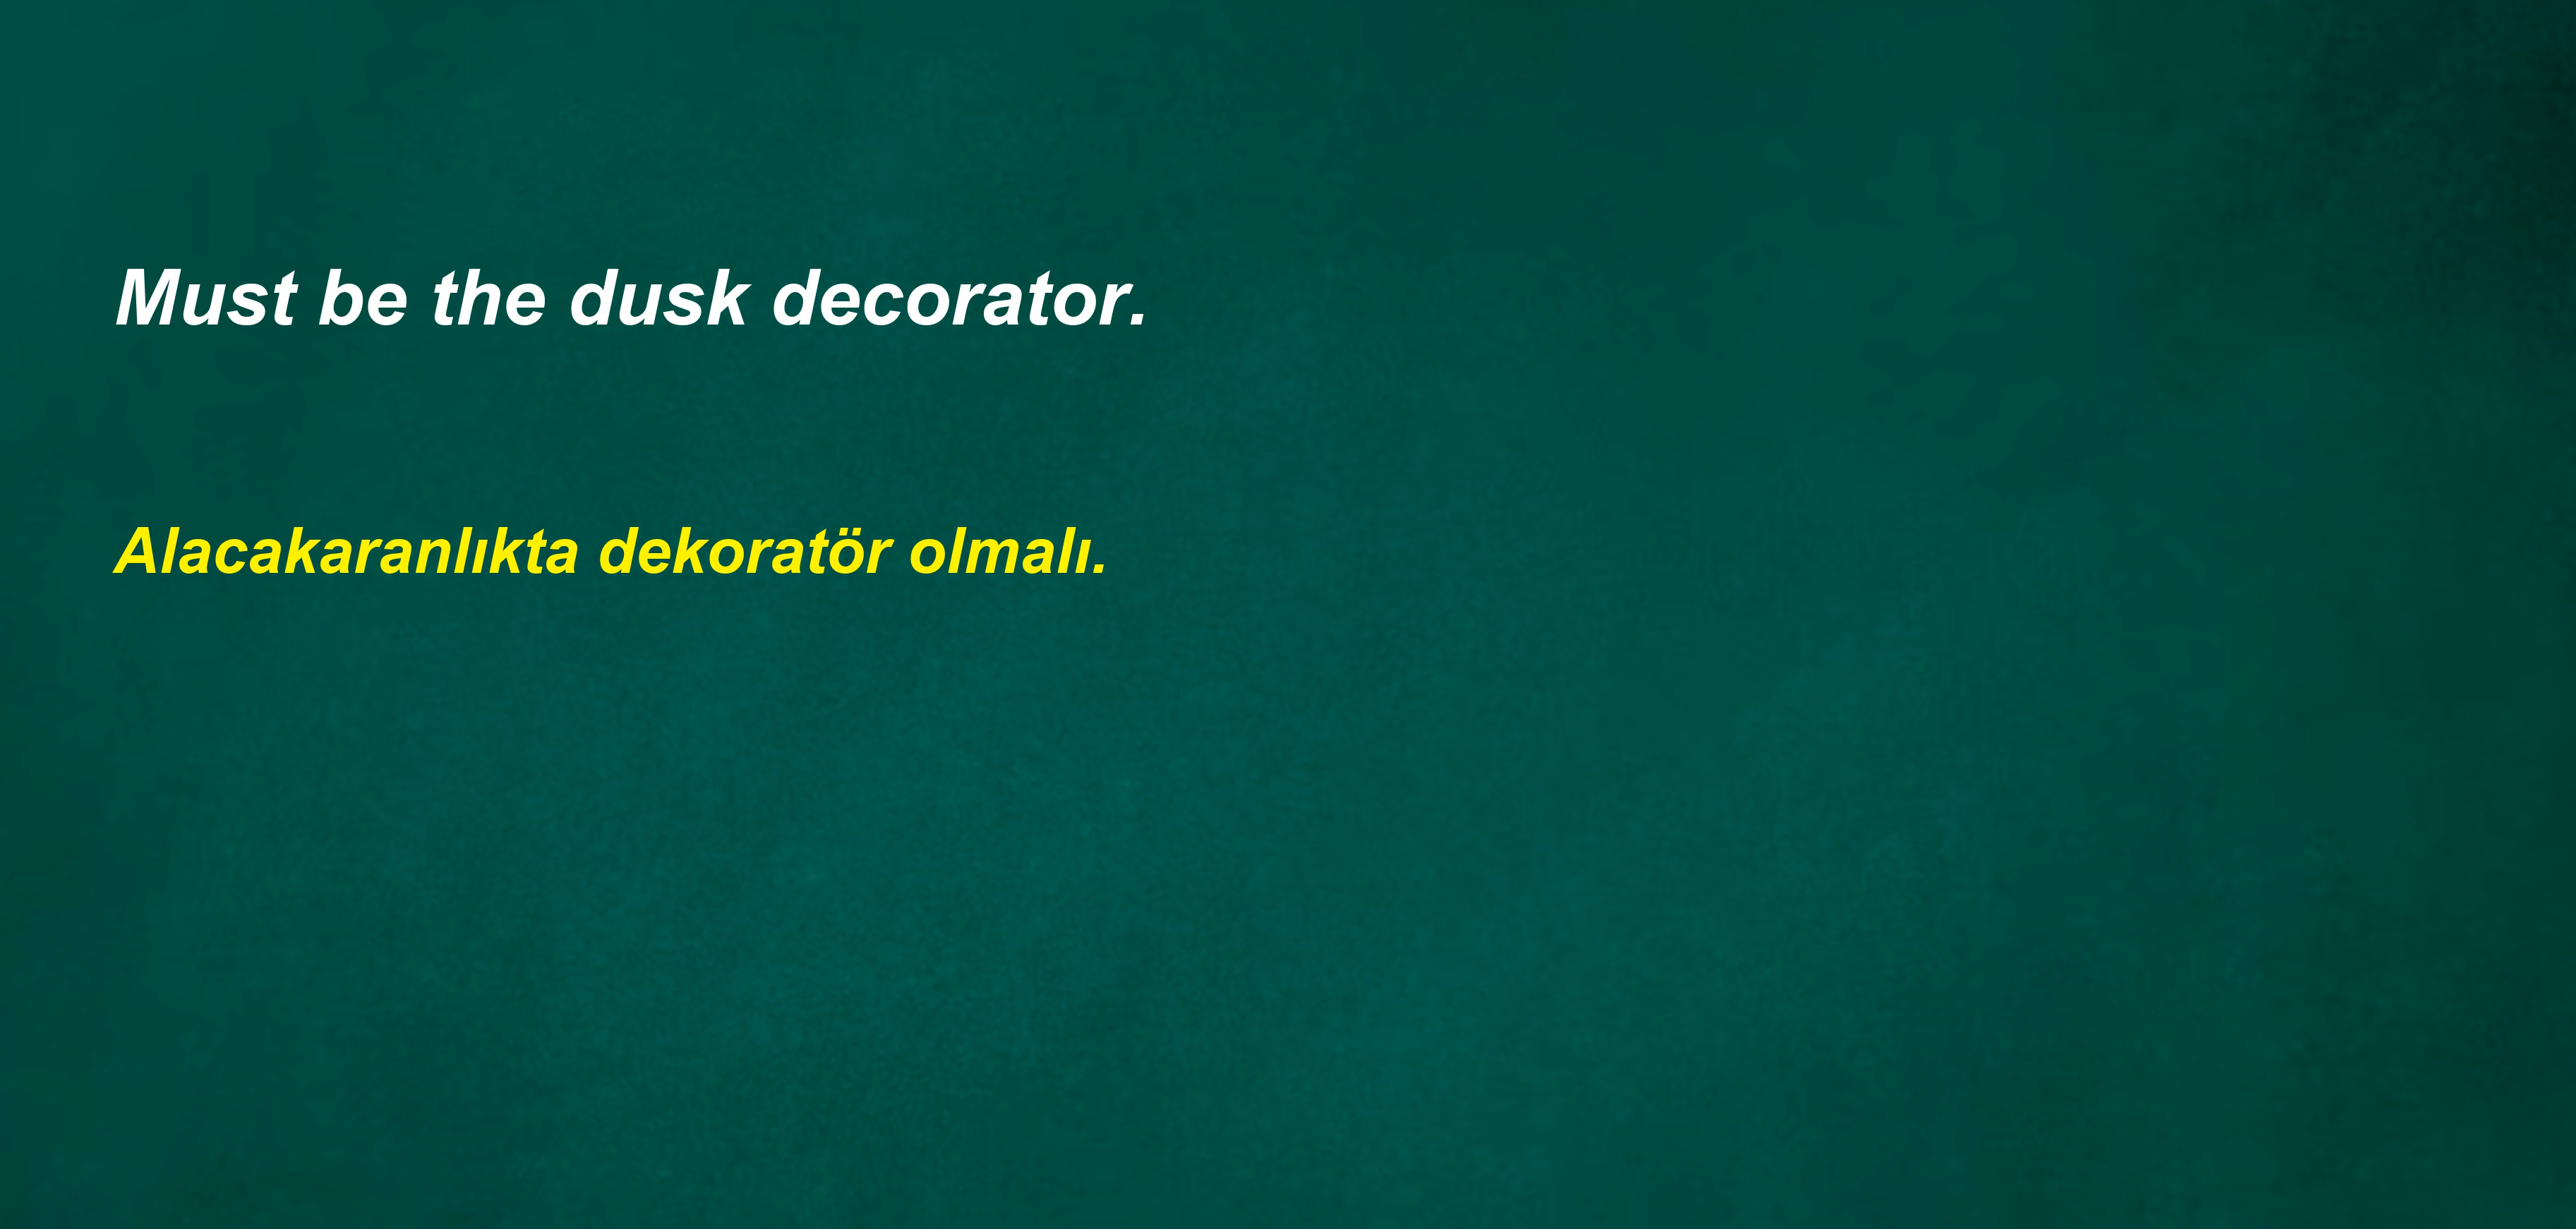 Must be the dusk decorator.
Alacakaranlıkta dekoratör olmalı.